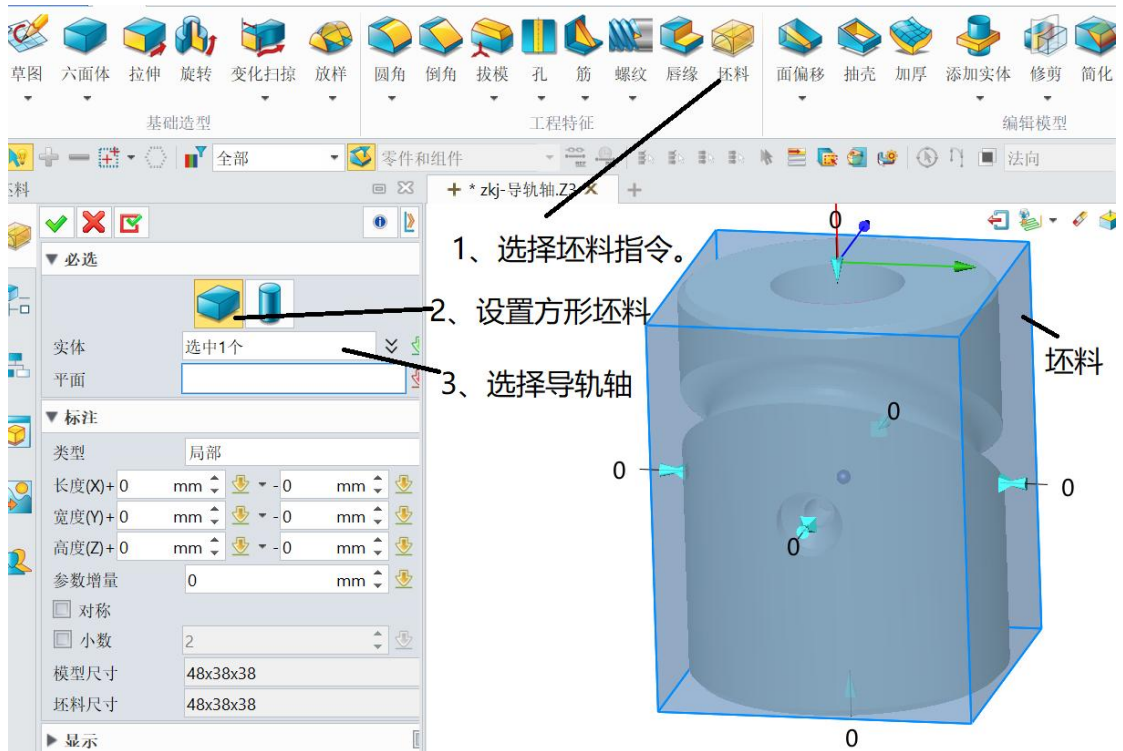 草图 六面体 拉伸 旋转 变化扫掠 放样 圆角 倒角 拔模 孔 筋 螺纹 唇缘 坯料 面偏移 抽壳 加厚 添加实体 修剪 简化
基础造型 工程特征 编辑模型
全部 零件和组件 法向
坯料
* zkj-导轨轴.Z3
0
1、选择坯料指令。
必选
2、设置方形坯料
实体 选中1个
坯料
平面
3、选择导轨轴
标注
0
类型 局部
长度(X)+ 0 mm - 0 mm
0
0
宽度(Y)+ 0 mm - 0 mm
高度(Z)+ 0 mm - 0 mm
0
参数增量 0 mm
对称
小数 2
模型尺寸 48x38x38
坯料尺寸 48x38x38
显示
0